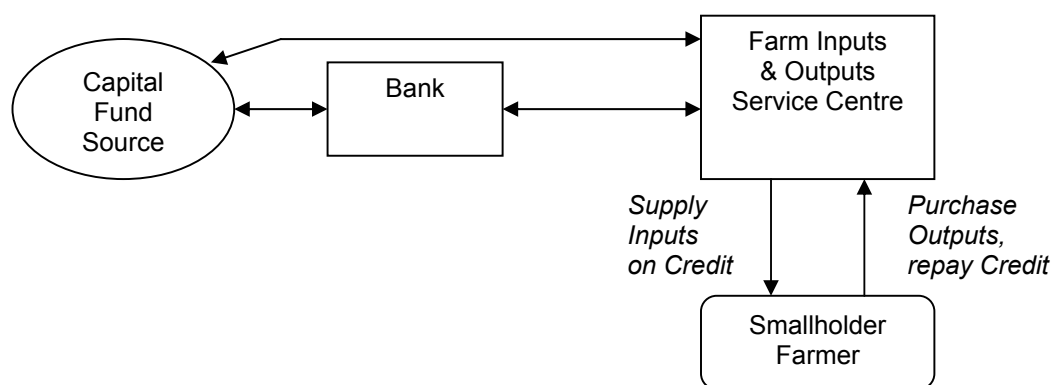 Capital
Fund
Source
Bank
Farm Inputs
& Outputs
Service Centre
Supply
Inputs
on Credit
Purchase
Outputs,
repay Credit
Smallholder
Farmer